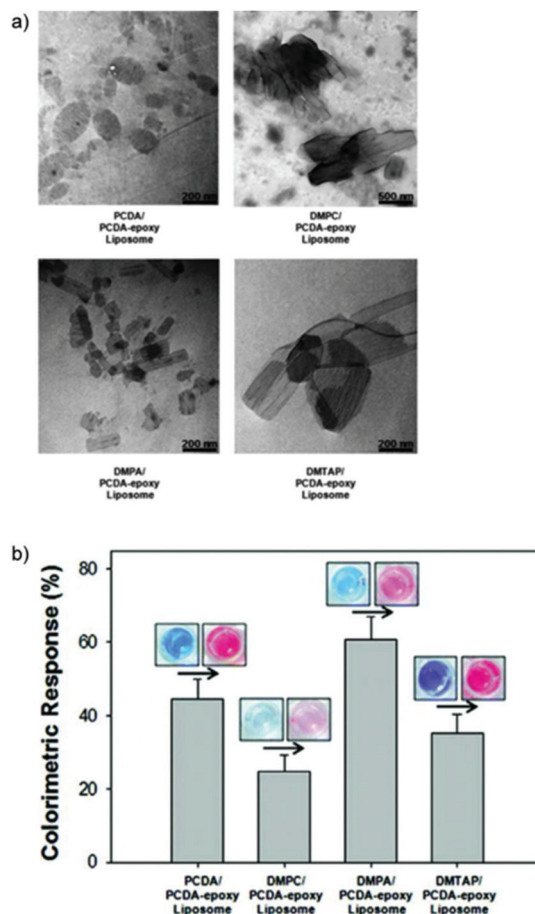 a)
200 nm
500 nm
PCDA/
PCDA-epoxy
Liposome
DMPC/
PCDA-epoxy
Liposome
200 nm
200 nm
DMPA/
PCDA-epoxy
Liposome
DMTAP/
PCDA-epoxy
Liposome
b)
Colorimetric Response (%)
80
60
40
20
0
PCDA/
PCDA-epoxy
Liposome
DMPC/
PCDA-epoxy
Liposome
DMPA/
PCDA-epoxy
Liposome
DMTAP/
PCDA-epoxy
Liposome